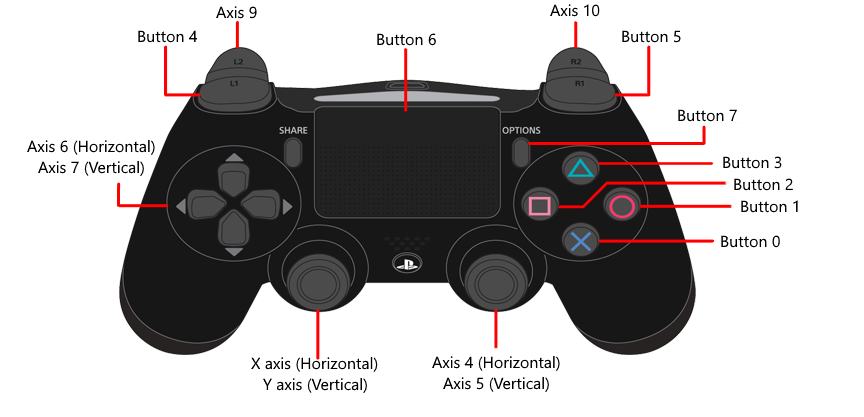 Axis 9
Axis 10
Button 4
Button 6
Button 5
L2
R2
L1
R1
Button 7
SHARE
OPTIONS
Axis 6 (Horizontal)
Axis 7 (Vertical)
Button 3
Button 2
Button 1
Button 0
X axis (Horizontal)
Y axis (Vertical)
Axis 4 (Horizontal)
Axis 5 (Vertical)